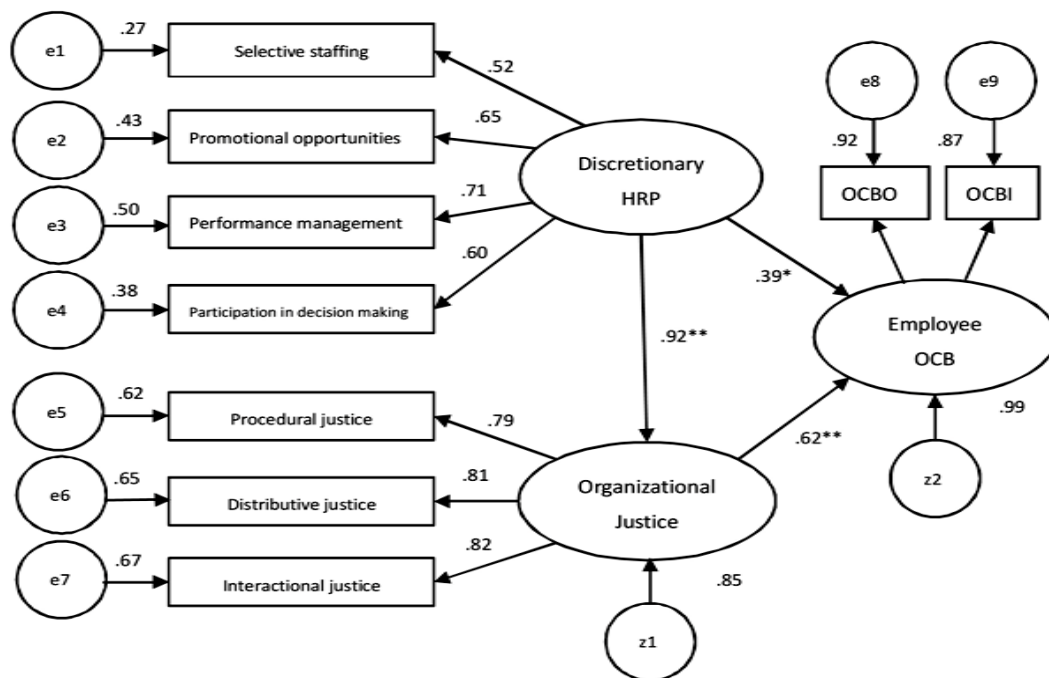 e1
.27
Selective staffing
.52
e2
.43
Promotional opportunities
.65
e3
.50
Performance management
.71
e4
.38
Participation in decision making
.60
Discretionary
HRP
e8
e9
.92
.87
OCBO
OCBI
.39*
Employee
OCB
.92**
e5
.62
Procedural justice
.79
e6
.65
Distributive justice
.81
e7
.67
Interactional justice
.82
Organizational
Justice
.62**
.99
z2
.85
z1